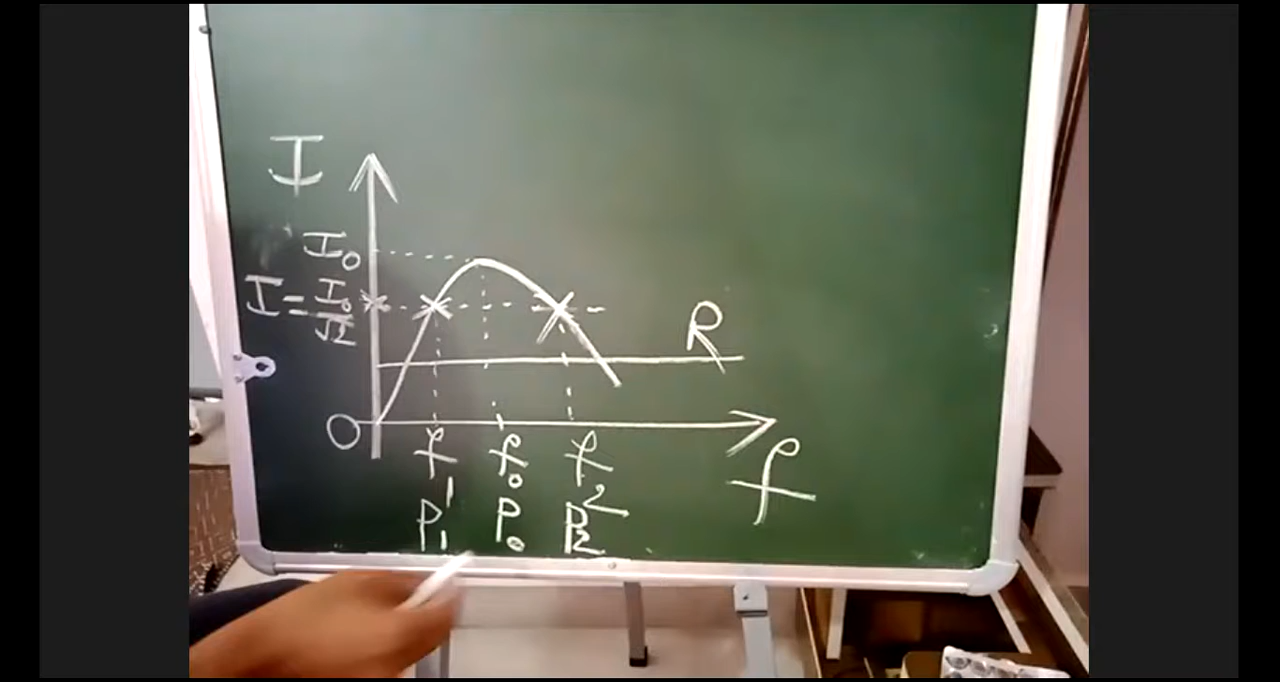 I
I₀
I = I₀/√2
R
O
f₁ f₀ f₂
f
P₁ P₀ P₂